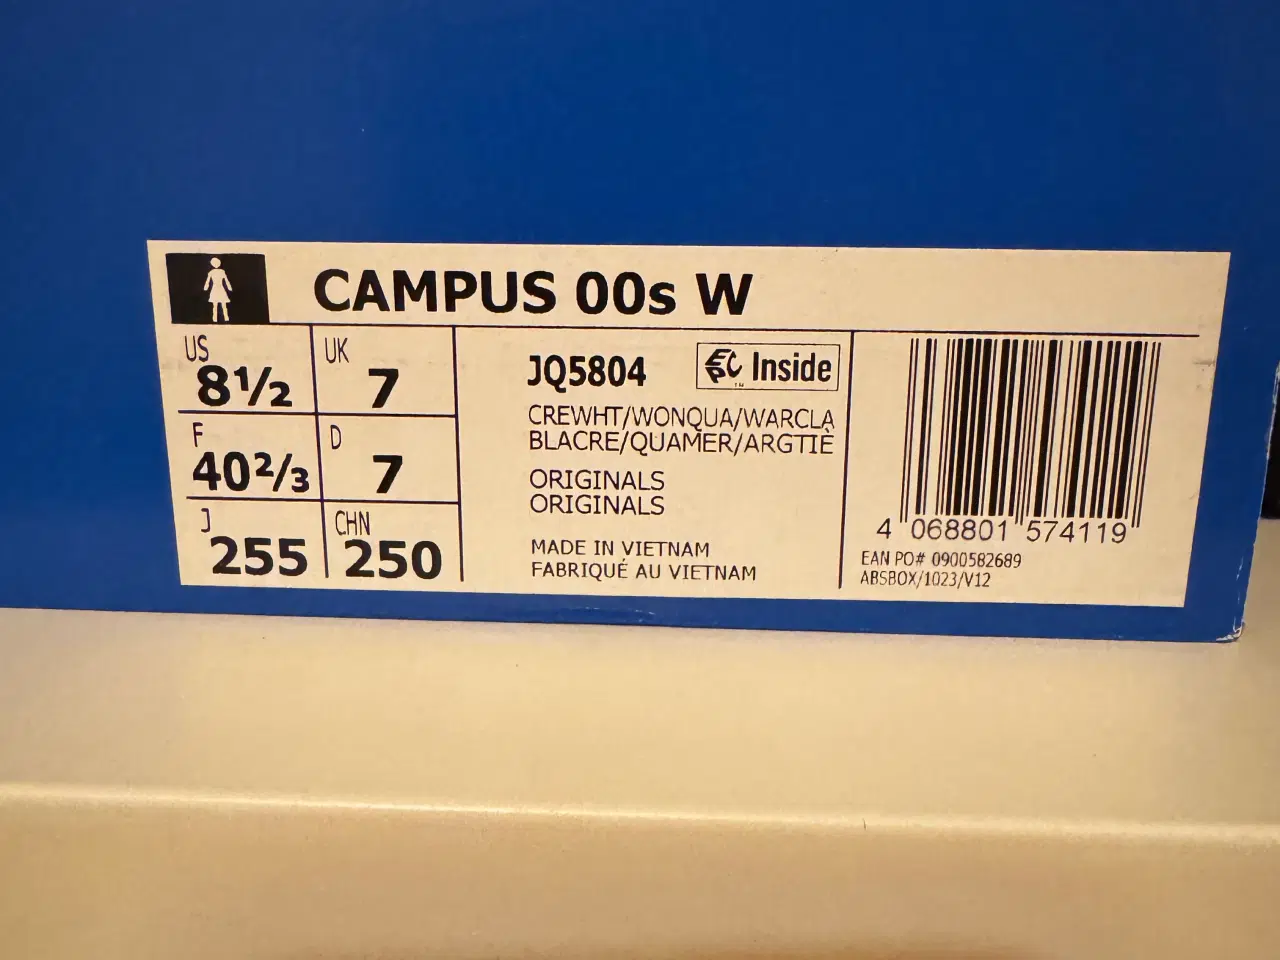 CAMPUS 00s W
US
8½
UK
7
F
40⅔
D
7
J
255
CHN
250
JQ5804
EPC Inside
CREWHT/WONQUA/WARCLA
BLACRE/QUAMER/ARGTIÈ
ORIGINALS
ORIGINALS
MADE IN VIETNAM
FABRIQUÉ AU VIETNAM
4 068801 574119
EAN PO# 0900582689
ABSBOX/1023/V12